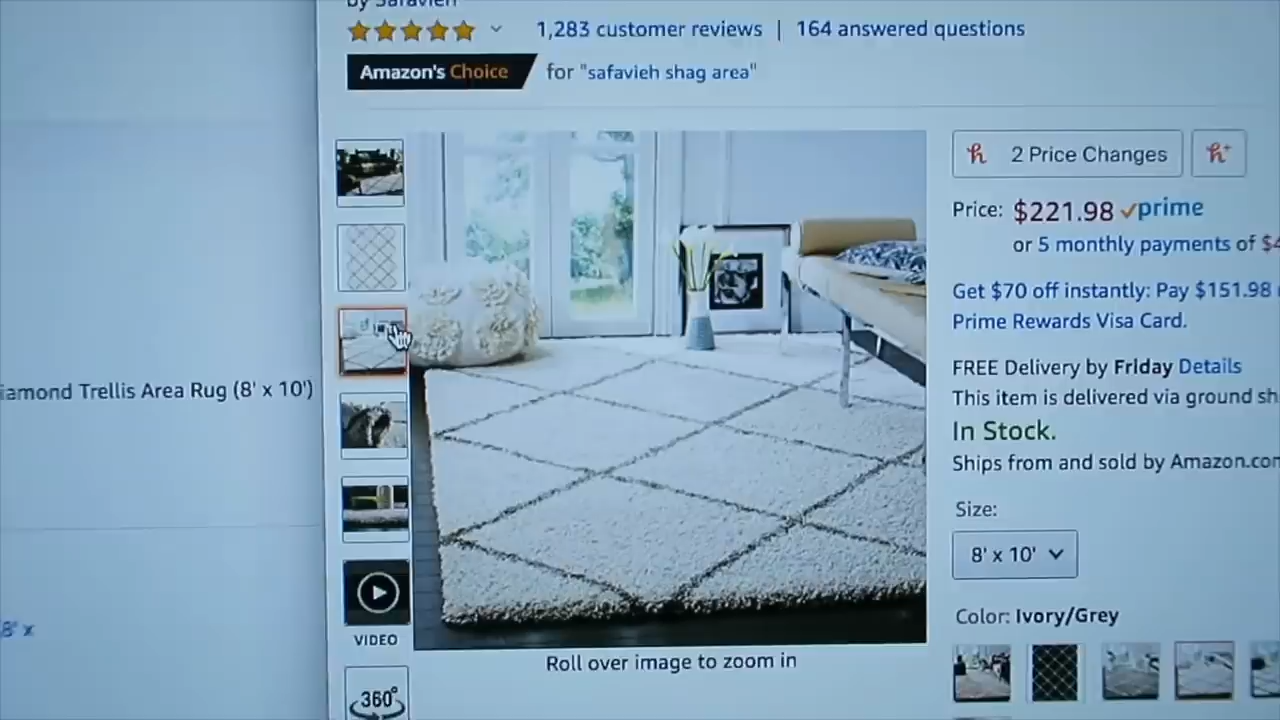 by Safavieh
1,283 customer reviews | 164 answered questions
Amazon's Choice for "safavieh shag area"
2 Price Changes
Price: $221.98 prime
or 5 monthly payments of $4
Get $70 off instantly: Pay $151.98
Prime Rewards Visa Card.
iamond Trellis Area Rug (8' x 10')
FREE Delivery by Friday Details
This item is delivered via ground sh
In Stock.
Ships from and sold by Amazon.com
Size:
8' x 10'
Color: Ivory/Grey
8' x
VIDEO
Roll over image to zoom in
360°